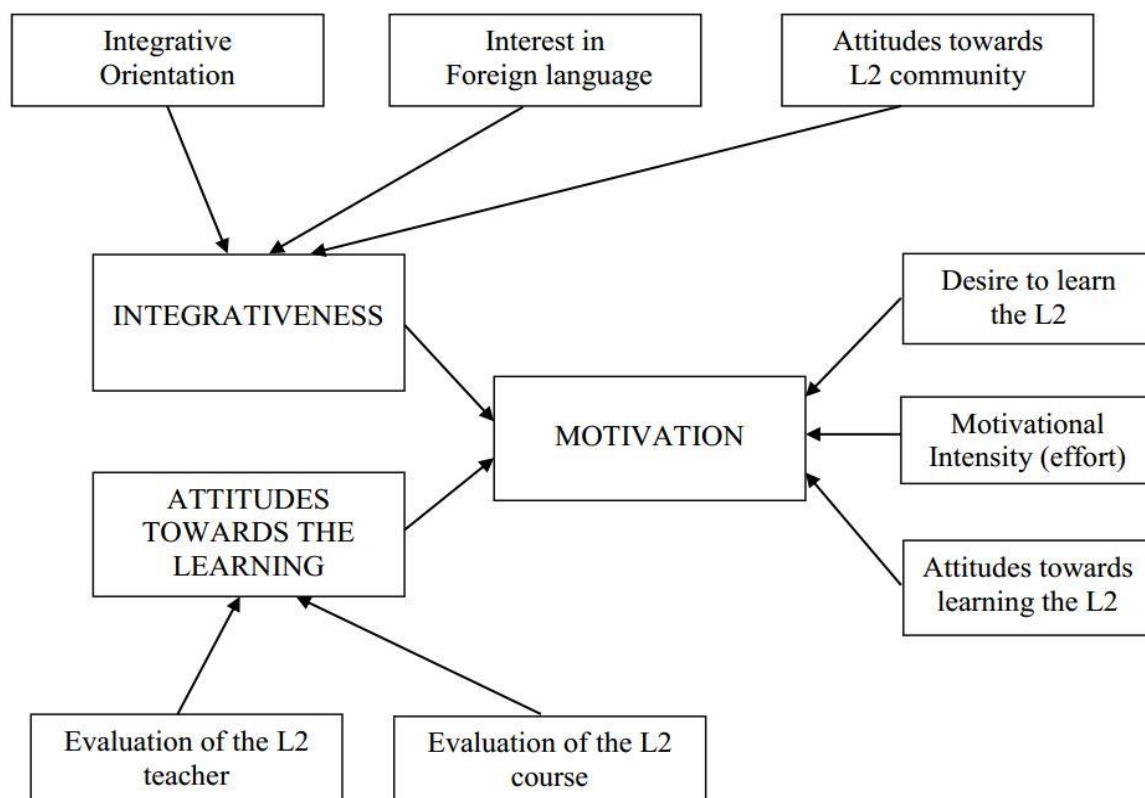 Integrative
Orientation
Interest in
Foreign language
Attitudes towards
L2 community
INTEGRATIVENESS
Desire to learn
the L2
MOTIVATION
Motivational
Intensity (effort)
ATTITUDES
TOWARDS THE
LEARNING
Attitudes towards
learning the L2
Evaluation of the L2
teacher
Evaluation of the L2
course